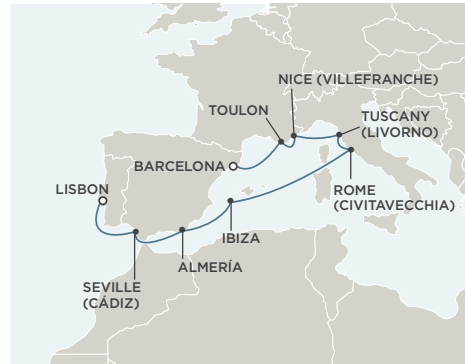 NICE (VILLEFRANCHE)
TOULON
TUSCANY
(LIVORNO)
BARCELONA
LISBON
ROME
(CIVITAVECCHIA)
IBIZA
ALMERÍA
SEVILLE
(CÁDIZ)